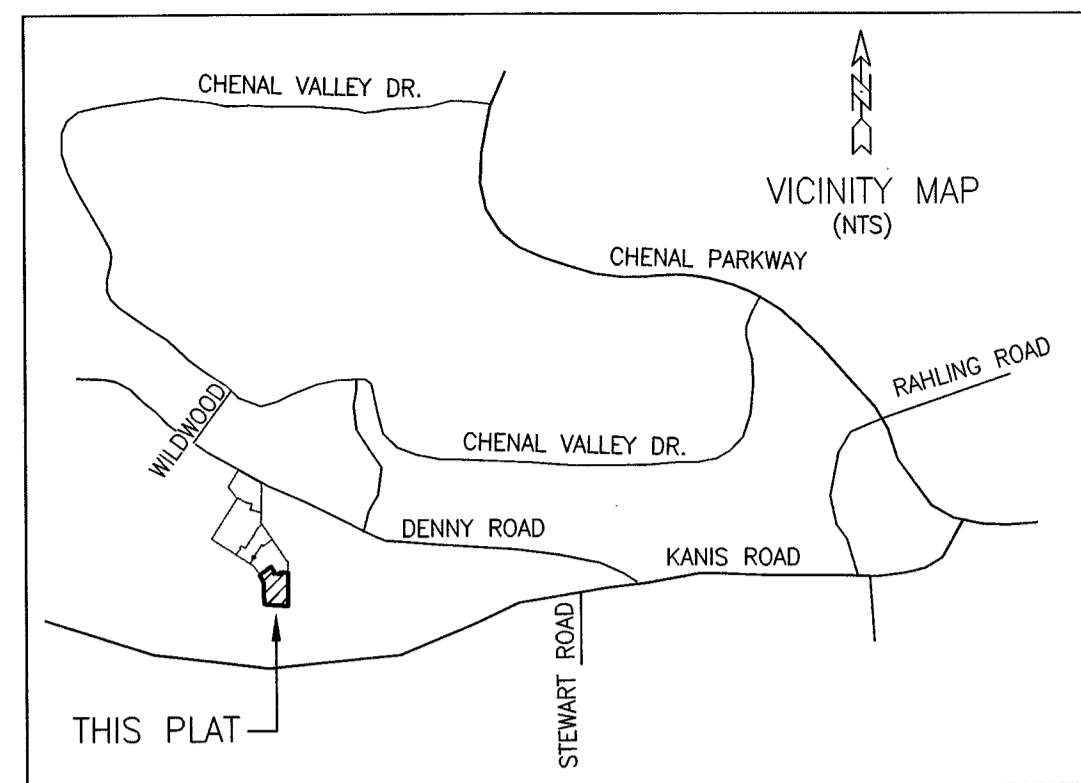 CHENAL VALLEY DR.
N
VICINITY MAP
(NTS)
CHENAL PARKWAY
RAHLING ROAD
WILDWOOD
CHENAL VALLEY DR.
DENNY ROAD
KANIS ROAD
STEWART ROAD
THIS PLAT